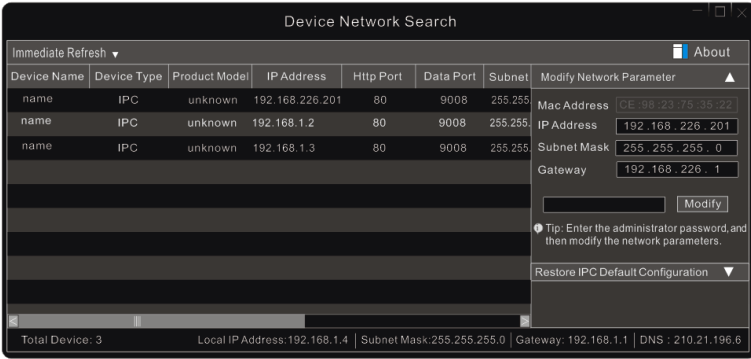 Device Network Search
Immediate Refresh ▼ About
Device Name Device Type Product Model IP Address Http Port Data Port Subnet
name IPC unknown 192.168.226.201 80 9008 255.255.
name IPC unknown 192.168.1.2 80 9008 255.255.
name IPC unknown 192.168.1.3 80 9008 255.255.
Modify Network Parameter ▲
Mac Address CE:98:23:75:35:22
IP Address 192.168.226.201
Subnet Mask 255.255.255.0
Gateway 192.168.226.1
Modify
Tip: Enter the administrator password, and
then modify the network parameters.
Restore IPC Default Configuration ▼
Total Device: 3 Local IP Address:192.168.1.4 Subnet Mask:255.255.255.0 Gateway: 192.168.1.1 DNS : 210.21.196.6